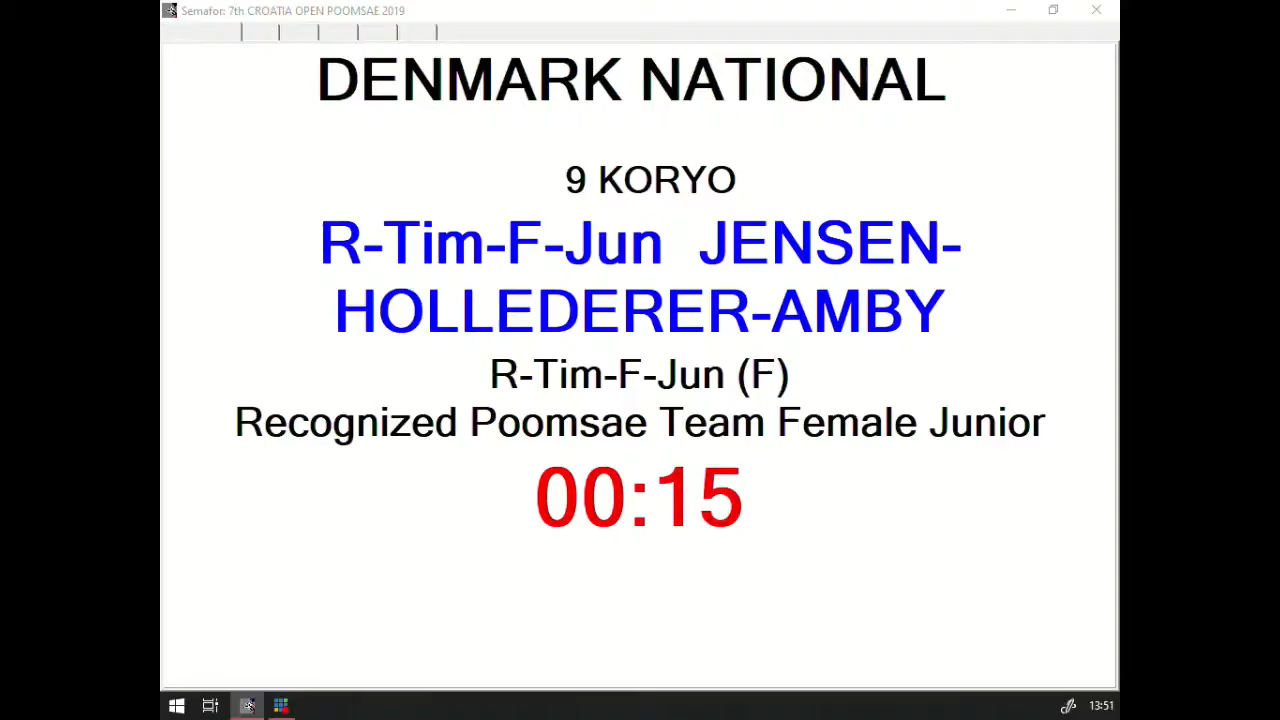 Semafor: 7th CROATIA OPEN POOMSAE 2019
DENMARK NATIONAL
9 KORYO
R-Tim-F-Jun JENSEN-
HOLLEDERER-AMBY
R-Tim-F-Jun (F)
Recognized Poomsae Team Female Junior
00:15
13:51